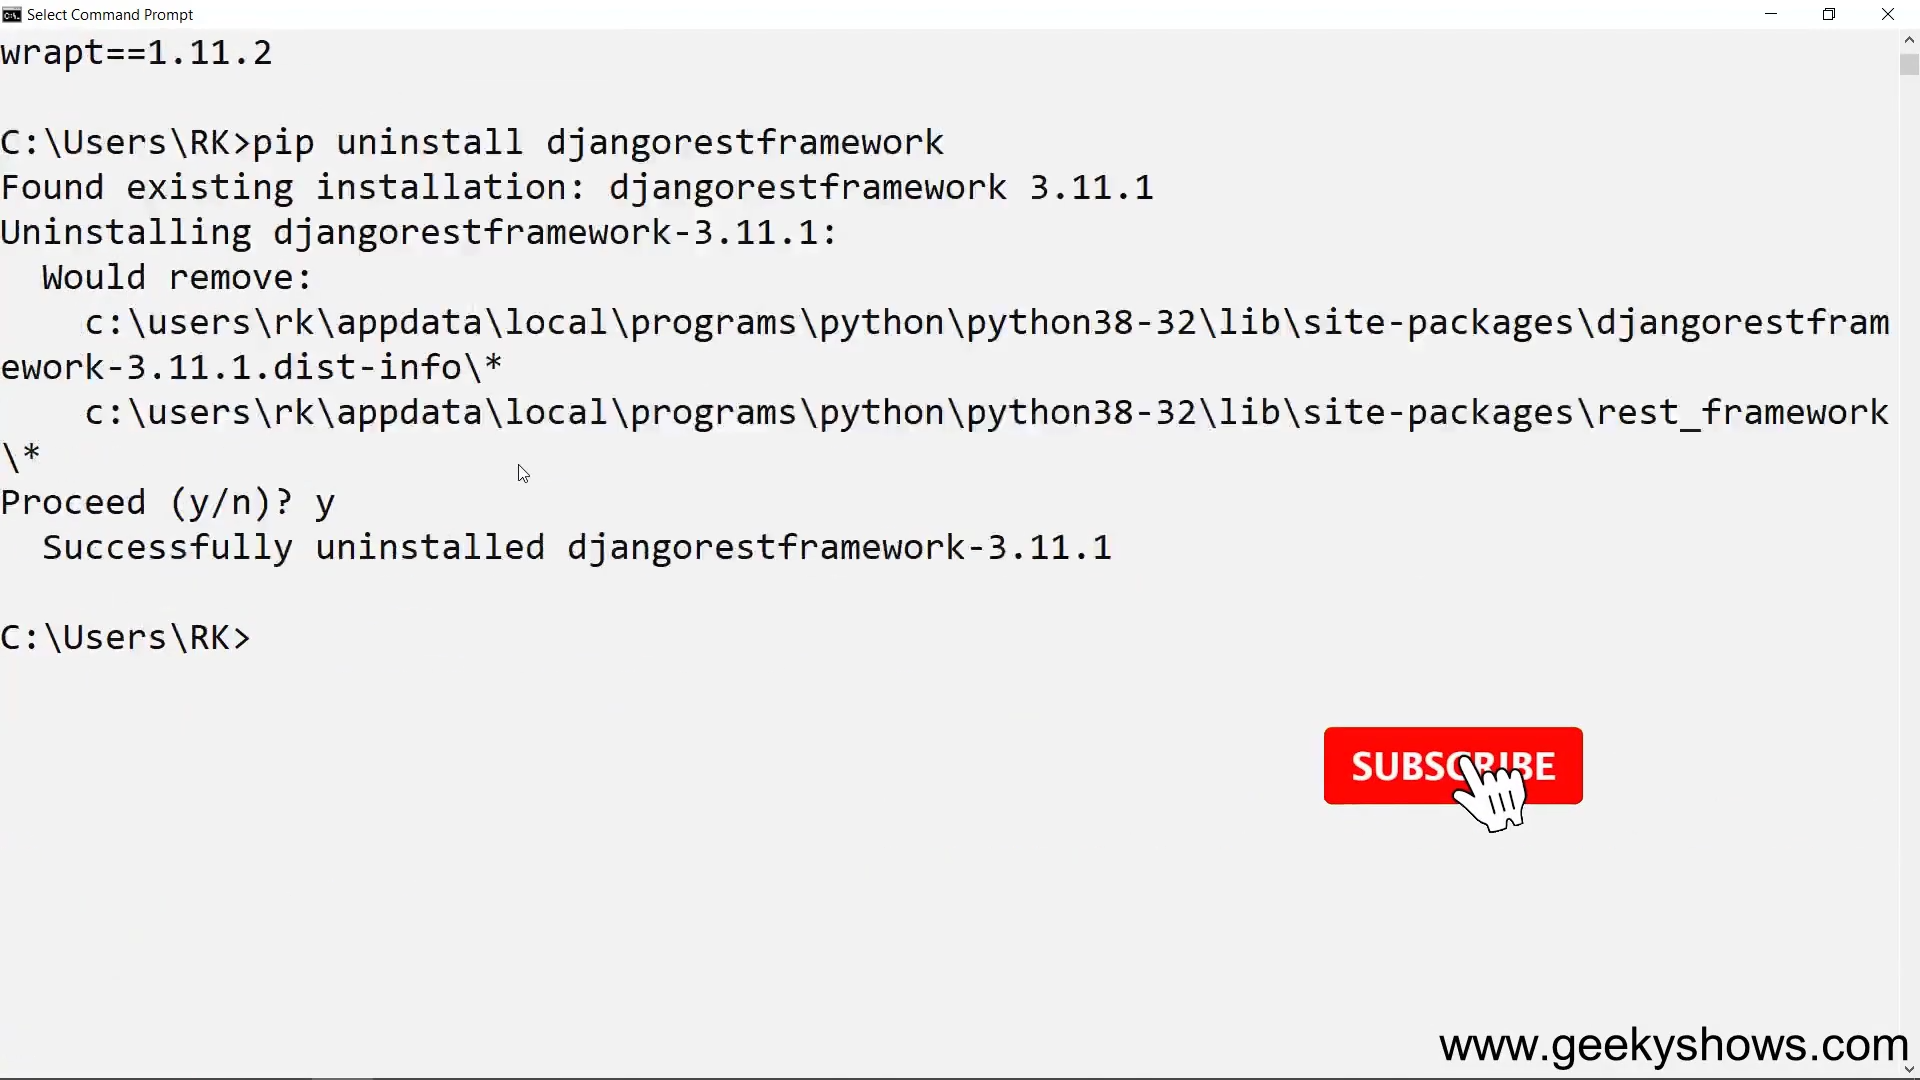 Select Command Prompt
wrapt==1.11.2
C:\Users\RK>pip uninstall djangorestframework
Found existing installation: djangorestframework 3.11.1
Uninstalling djangorestframework-3.11.1:
Would remove:
c:\users\rk\appdata\local\programs\python\python38-32\lib\site-packages\djangorestfram
ework-3.11.1.dist-info\*
c:\users\rk\appdata\local\programs\python\python38-32\lib\site-packages\rest_framework
\*
Proceed (y/n)? y
Successfully uninstalled djangorestframework-3.11.1
C:\Users\RK>
SUBSCRIBE
www.geekyshows.com